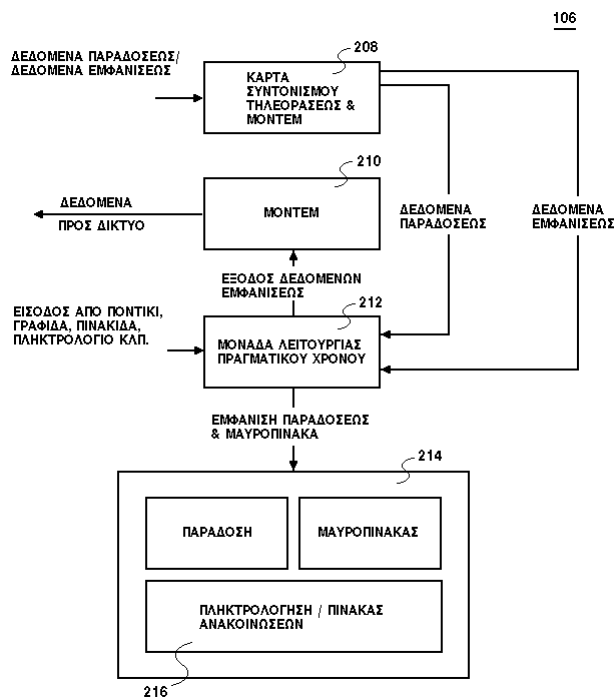 106
208
ΔΕΔΟΜΕΝΑ ΠΑΡΑΔΟΣΕΩΣ/
ΔΕΔΟΜΕΝΑ ΕΜΦΑΝΙΣΕΩΣ
ΚΑΡΤΑ
ΣΥΝΤΟΝΙΣΜΟΥ
ΤΗΛΕΟΡΑΣΕΩΣ &
ΜΟΝΤΕΜ
210
ΔΕΔΟΜΕΝΑ
ΠΡΟΣ ΔΙΚΤΥΟ
ΜΟΝΤΕΜ
ΔΕΔΟΜΕΝΑ
ΠΑΡΑΔΟΣΕΩΣ
ΔΕΔΟΜΕΝΑ
ΕΜΦΑΝΙΣΕΩΣ
ΕΞΟΔΟΣ ΔΕΔΟΜΕΝΩΝ
ΕΜΦΑΝΙΣΕΩΣ
212
ΕΙΣΟΔΟΣ ΑΠΟ ΠΟΝΤΙΚΙ,
ΓΡΑΦΙΔΑ, ΠΙΝΑΚΙΔΑ,
ΠΛΗΚΤΡΟΛΟΓΙΟ ΚΛΠ.
ΜΟΝΑΔΑ ΛΕΙΤΟΥΡΓΙΑΣ
ΠΡΑΓΜΑΤΙΚΟΥ ΧΡΟΝΟΥ
ΕΜΦΑΝΙΣΗ ΠΑΡΑΔΟΣΕΩΣ
& ΜΑΥΡΟΠΙΝΑΚΑ
214
ΠΑΡΑΔΟΣΗ
ΜΑΥΡΟΠΙΝΑΚΑΣ
ΠΛΗΚΤΡΟΛΟΓΗΣΗ / ΠΙΝΑΚΑΣ
ΑΝΑΚΟΙΝΩΣΕΩΝ
216